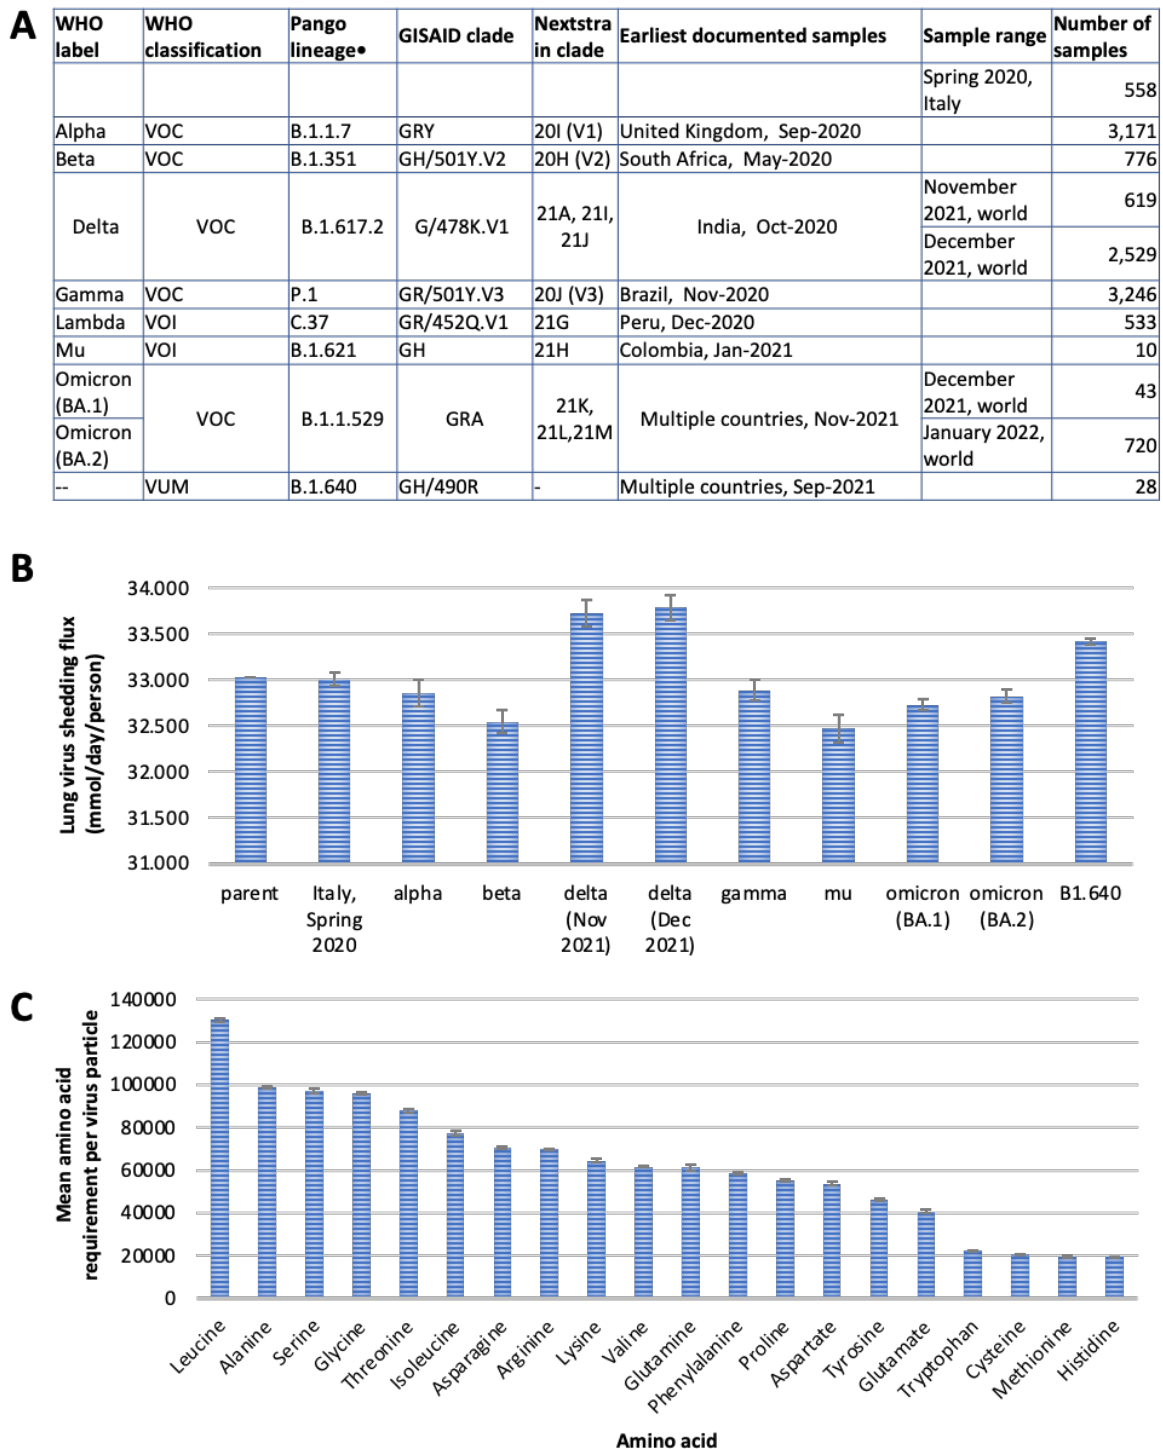 A
WHO label	WHO classification	Pango lineage•	GISAID clade	Nextstra in clade	Earliest documented samples	Sample range	Number of samples
Spring 2020, Italy	558
Alpha	VOC	B.1.1.7	GRY	20I (V1)	United Kingdom,  Sep-2020	3,171
Beta	VOC	B.1.351	GH/501Y.V2	20H (V2)	South Africa,  May-2020	776
Delta	VOC	B.1.617.2	G/478K.V1	21A, 21I, 21J	India,  Oct-2020	November 2021, world	619
December 2021, world	2,529
Gamma	VOC	P.1	GR/501Y.V3	20J (V3)	Brazil,  Nov-2020	3,246
Lambda	VOI	C.37	GR/452Q.V1	21G	Peru, Dec-2020	533
Mu	VOI	B.1.621	GH	21H	Colombia, Jan-2021	10
Omicron (BA.1)	VOC	B.1.1.529	GRA	21K, 21L,21M	Multiple countries, Nov-2021	December 2021, world	43
Omicron (BA.2)	January 2022, world	720
--	VUM	B.1.640	GH/490R	-	Multiple countries, Sep-2021	28
B
Lung virus shedding flux
(mmol/day/person)
34.000
33.500
33.000
32.500
32.000
31.500
31.000
parent
Italy, Spring 2020
alpha
beta
delta (Nov 2021)
delta (Dec 2021)
gamma
mu
omicron (BA.1)
omicron (BA.2)
B1.640
C
Mean amino acid
requirement per virus particle
140000
120000
100000
80000
60000
40000
20000
0
Leucine
Alanine
Serine
Glycine
Threonine
Isoleucine
Asparagine
Arginine
Lysine
Valine
Glutamine
Phenylalanine
Proline
Aspartate
Tyrosine
Glutamate
Tryptophan
Cysteine
Methionine
Histidine
Amino acid